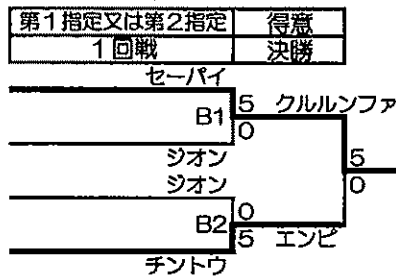 第1指定又は第2指定 得意
1回戦 決勝
セーパイ
B1 5 クルルンファ
0
ジオン 5
ジオン 0
B2 0
5 エンピ
チントウ